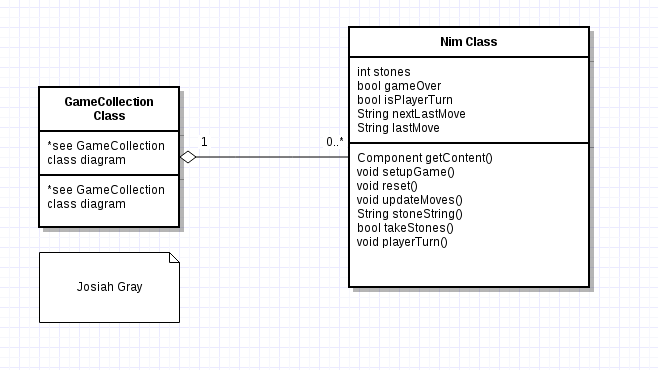 GameCollection
Class
*see GameCollection
class diagram
*see GameCollection
class diagram
1
0..*
Nim Class
int stones
bool gameOver
bool isPlayerTurn
String nextLastMove
String lastMove
Component getContent()
void setupGame()
void reset()
void updateMoves()
String stoneString()
bool takeStones()
void playerTurn()
Josiah Gray